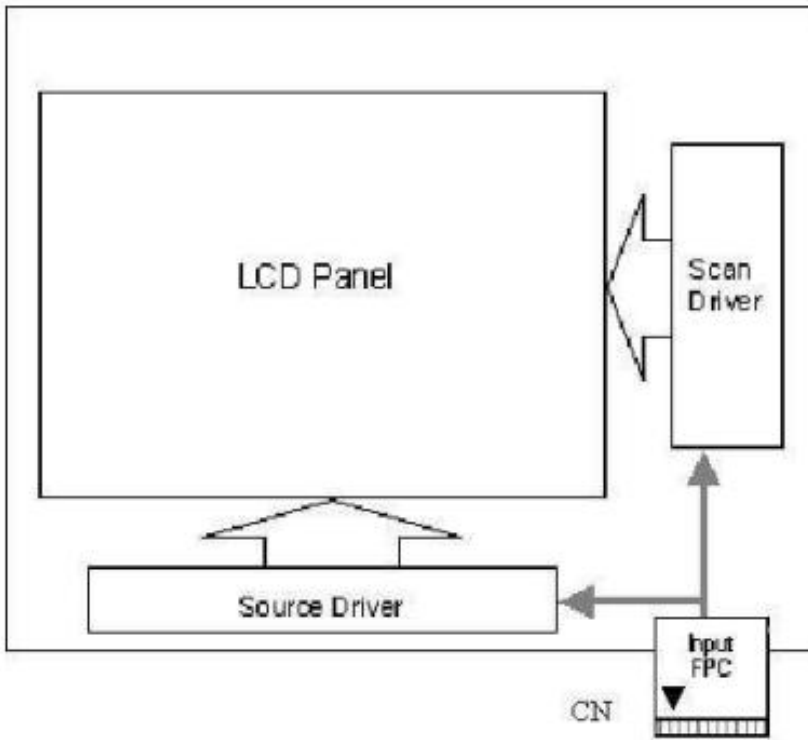 LCD Panel
Scan
Driver
Source Driver
Input
FPC
CN